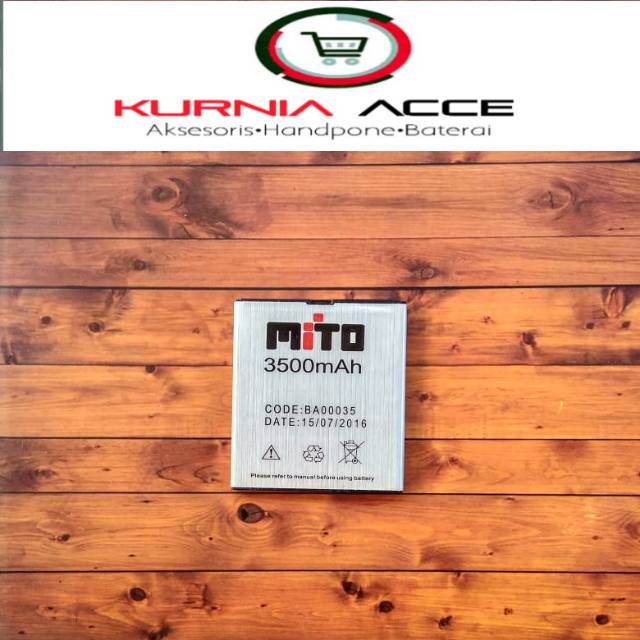 KURNIA ACCE
Aksesoris•Handpone•Baterai
MiTO
3500mAh
CODE:BA00035
DATE:15/07/2016
Please refer to manual before using battery